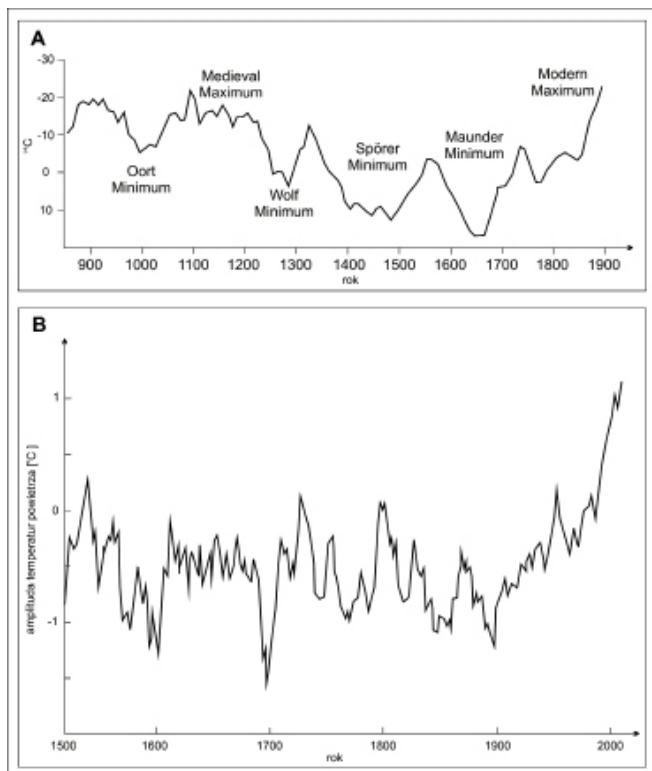 A
-30
-20
-10
0
10
¹⁴C
Medieval
Maximum
Modern
Maximum
Oort
Minimum
Wolf
Minimum
Spörer
Minimum
Maunder
Minimum
900 1000 1100 1200 1300 1400 1500 1600 1700 1800 1900
rok
B
1
0
-1
amplituda temperatur powietrza [°C]
1500 1600 1700 1800 1900 2000
rok